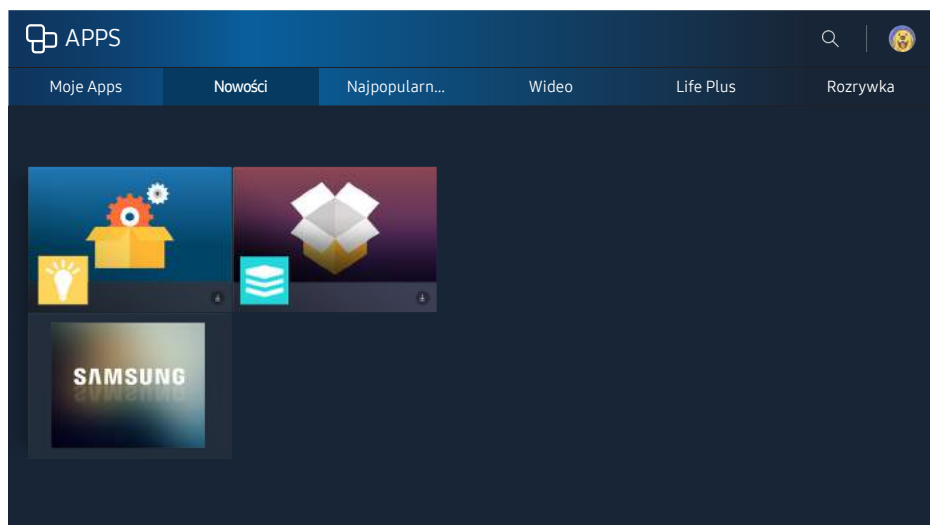 APPS
Moje Apps Nowości Najpopularn... Wideo Life Plus Rozrywka
SAMSUNG